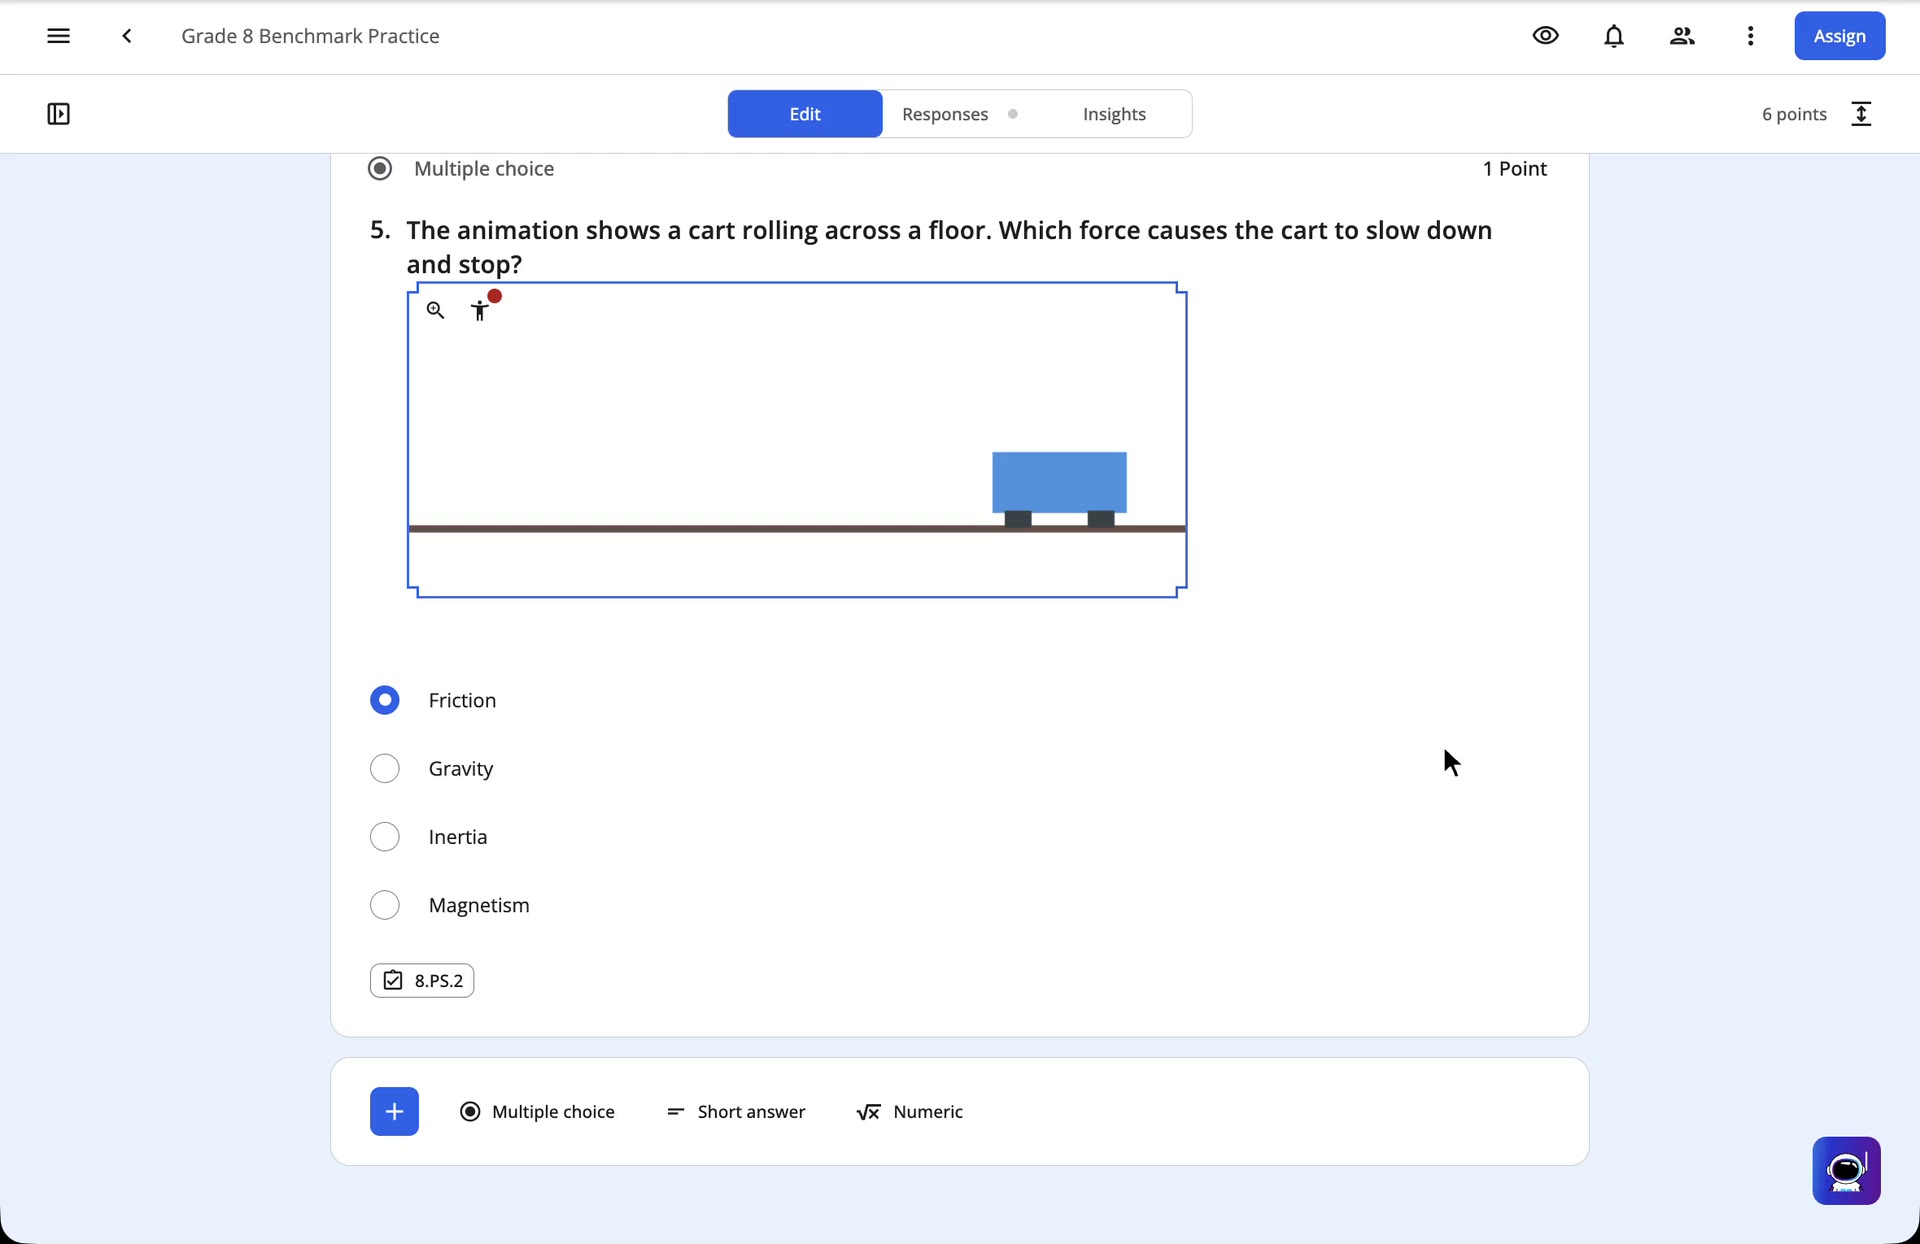 Grade 8 Benchmark Practice
Assign
Edit
Responses
Insights
6 points
Multiple choice
1 Point
5. The animation shows a cart rolling across a floor. Which force causes the cart to slow down
and stop?
Friction
Gravity
Inertia
Magnetism
8.PS.2
Multiple choice
Short answer
√x Numeric